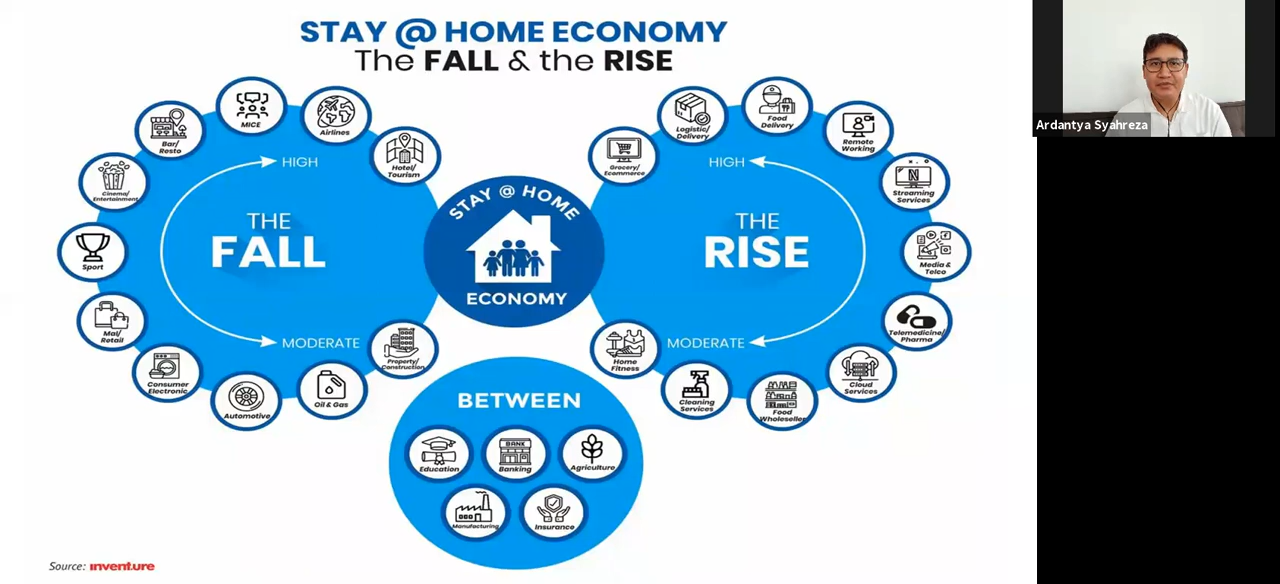 STAY @ HOME ECONOMY
The FALL & the RISE
Ardantya Syahreza
THE
FALL
HIGH
MODERATE
Hotel/
Tourism
Airlines
MICE
Bar/
Resto
Cinema/
Entertainment
Sport
Mal/
Retail
Consumer
Electronic
Automotive
Oil & Gas
Property/
Construction
STAY @ HOME
ECONOMY
THE
RISE
HIGH
MODERATE
Grocery/
Ecommerce
Logistic/
Delivery
Food
Delivery
Remote
Working
N
Streaming
Services
Media &
Telco
Telemedicine/
Pharma
Cloud
Services
Food
Wholeseller
Cleaning
Services
Home
Fitness
BETWEEN
Education
BANK
Banking
Agriculture
Manufacturing
Insurance
Source: inventure